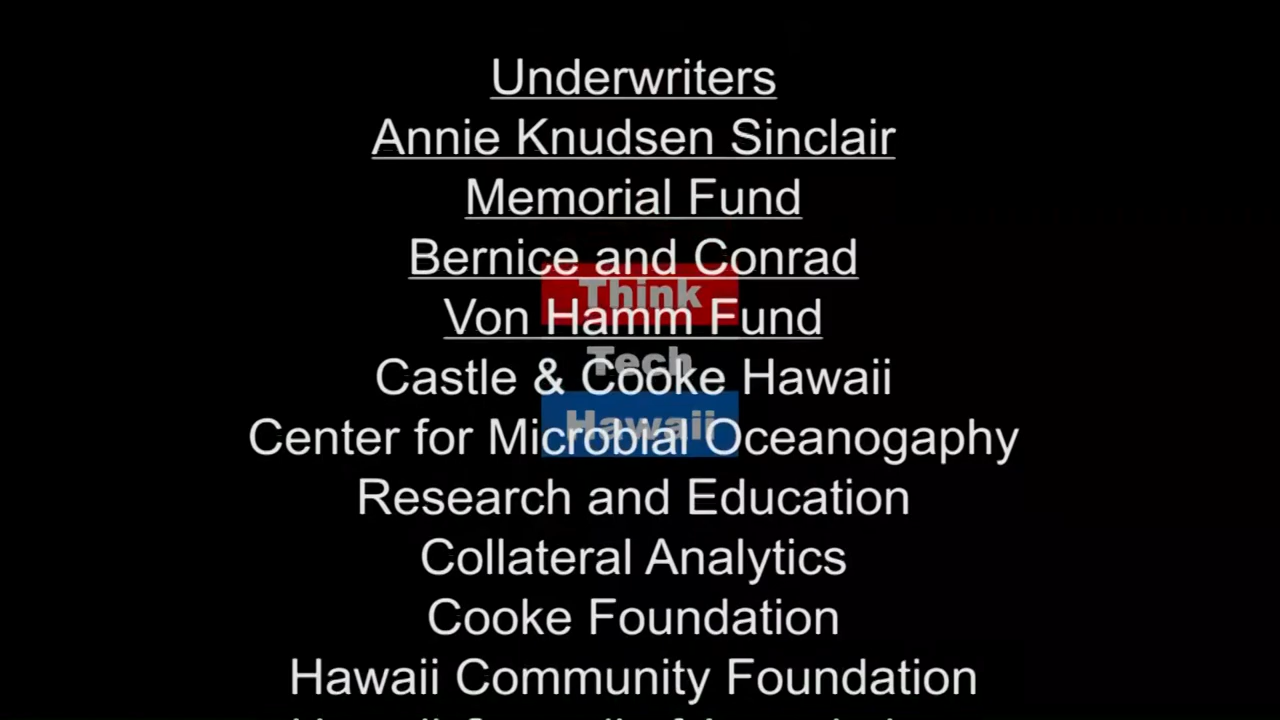 Underwriters
Annie Knudsen Sinclair
Memorial Fund
Bernice and Conrad
Think
Von Hamm Fund
Tech
Castle & Cooke Hawaii
Hawaii
Center for Microbial Oceanogaphy
Research and Education
Collateral Analytics
Cooke Foundation
Hawaii Community Foundation